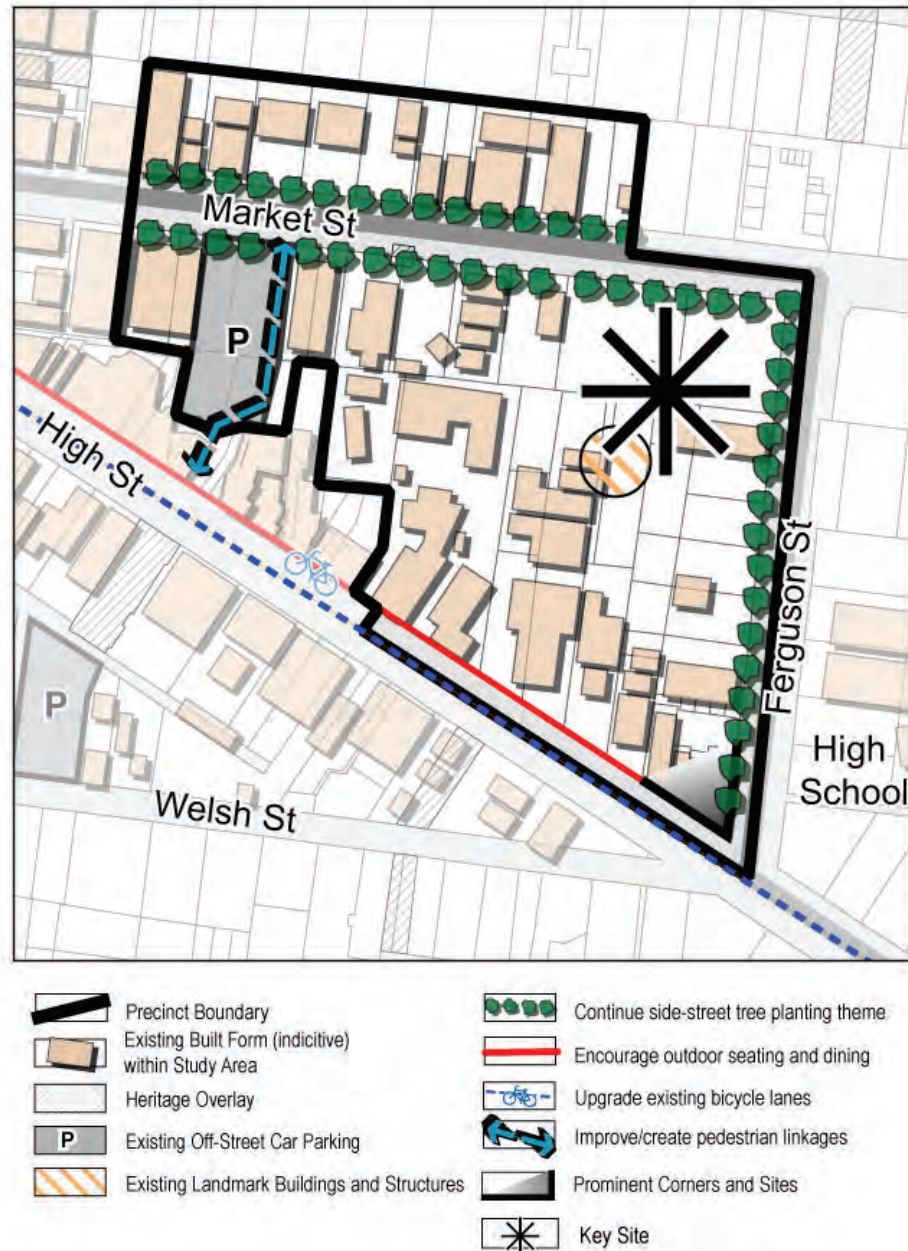 Market St
P
High St
Ferguson St
P
High
School
Welsh St
Precinct Boundary
Existing Built Form (indicitive)
within Study Area
Heritage Overlay
P
Existing Off-Street Car Parking
Existing Landmark Buildings and Structures
Continue side-street tree planting theme
Encourage outdoor seating and dining
Upgrade existing bicycle lanes
Improve/create pedestrian linkages
Prominent Corners and Sites
Key Site